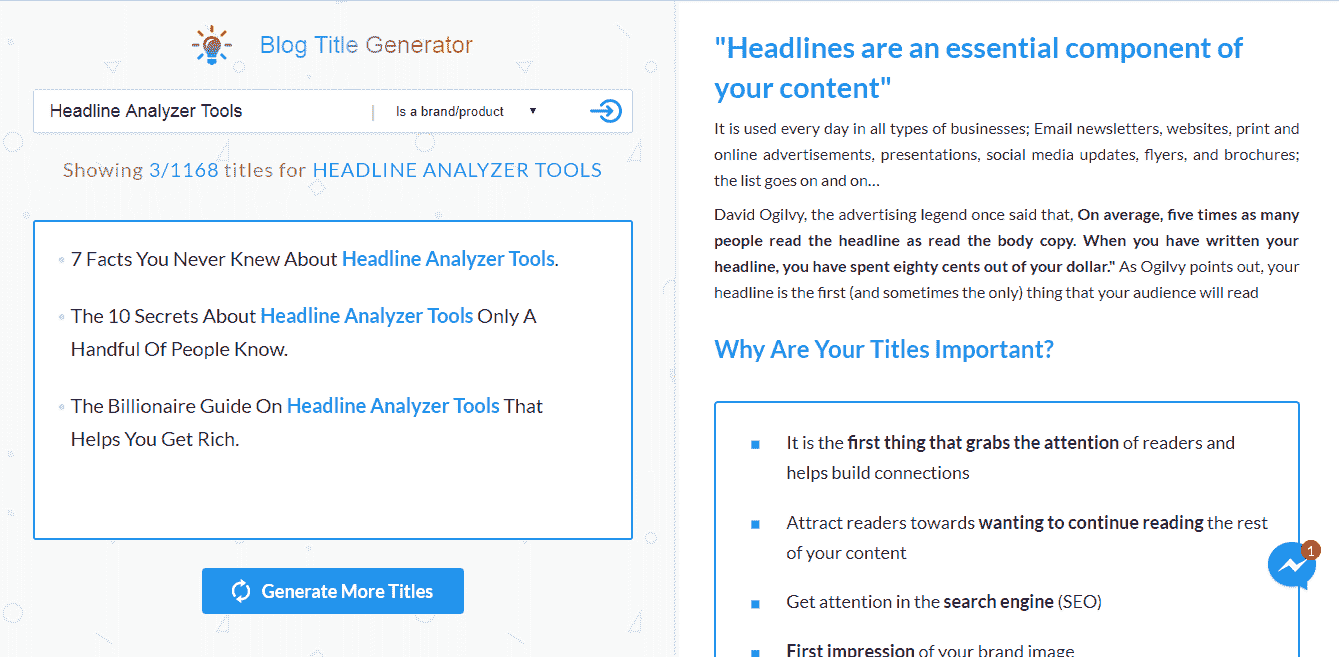 Blog Title Generator
Headline Analyzer Tools | Is a brand/product ▼
Showing 3/1168 titles for HEADLINE ANALYZER TOOLS
7 Facts You Never Knew About Headline Analyzer Tools.
The 10 Secrets About Headline Analyzer Tools Only A
Handful Of People Know.
The Billionaire Guide On Headline Analyzer Tools That
Helps You Get Rich.
Generate More Titles
"Headlines are an essential component of
your content"
It is used every day in all types of businesses; Email newsletters, websites, print and
online advertisements, presentations, social media updates, flyers, and brochures;
the list goes on and on...
David Ogilvy, the advertising legend once said that, On average, five times as many
people read the headline as read the body copy. When you have written your
headline, you have spent eighty cents out of your dollar." As Ogilvy points out, your
headline is the first (and sometimes the only) thing that your audience will read
Why Are Your Titles Important?
It is the first thing that grabs the attention of readers and
helps build connections
Attract readers towards wanting to continue reading the rest
of your content
Get attention in the search engine (SEO)
First impression of your brand image
1